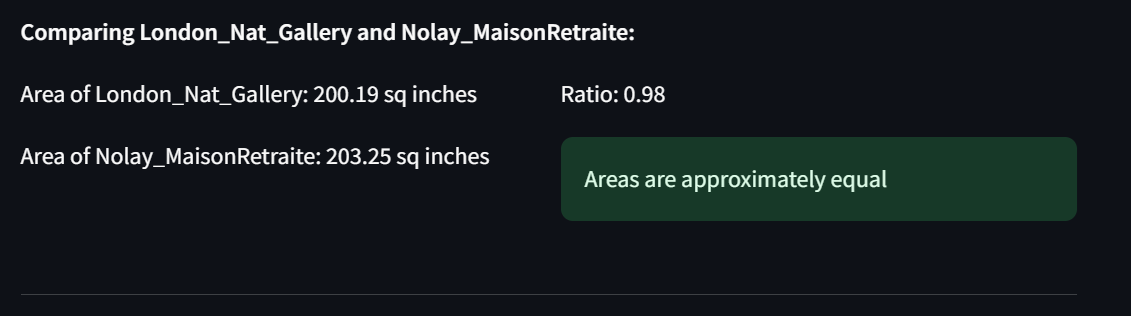 Comparing London_Nat_Gallery and Nolay_MaisonRetraite:
Area of London_Nat_Gallery: 200.19 sq inches
Area of Nolay_MaisonRetraite: 203.25 sq inches
Ratio: 0.98
Areas are approximately equal